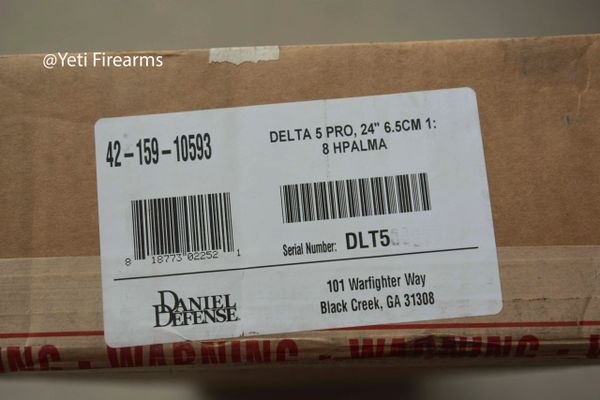 @Yeti Firearms
42-159-10593
DELTA 5 PRO, 24" 6.5CM 1:
8 HPALMA
8 18773 02252 1
Serial Number: DLT5
DANIEL
DEFENSE®
101 Warfighter Way
Black Creek, GA 31308
WARNING - WARNING - WARNING -